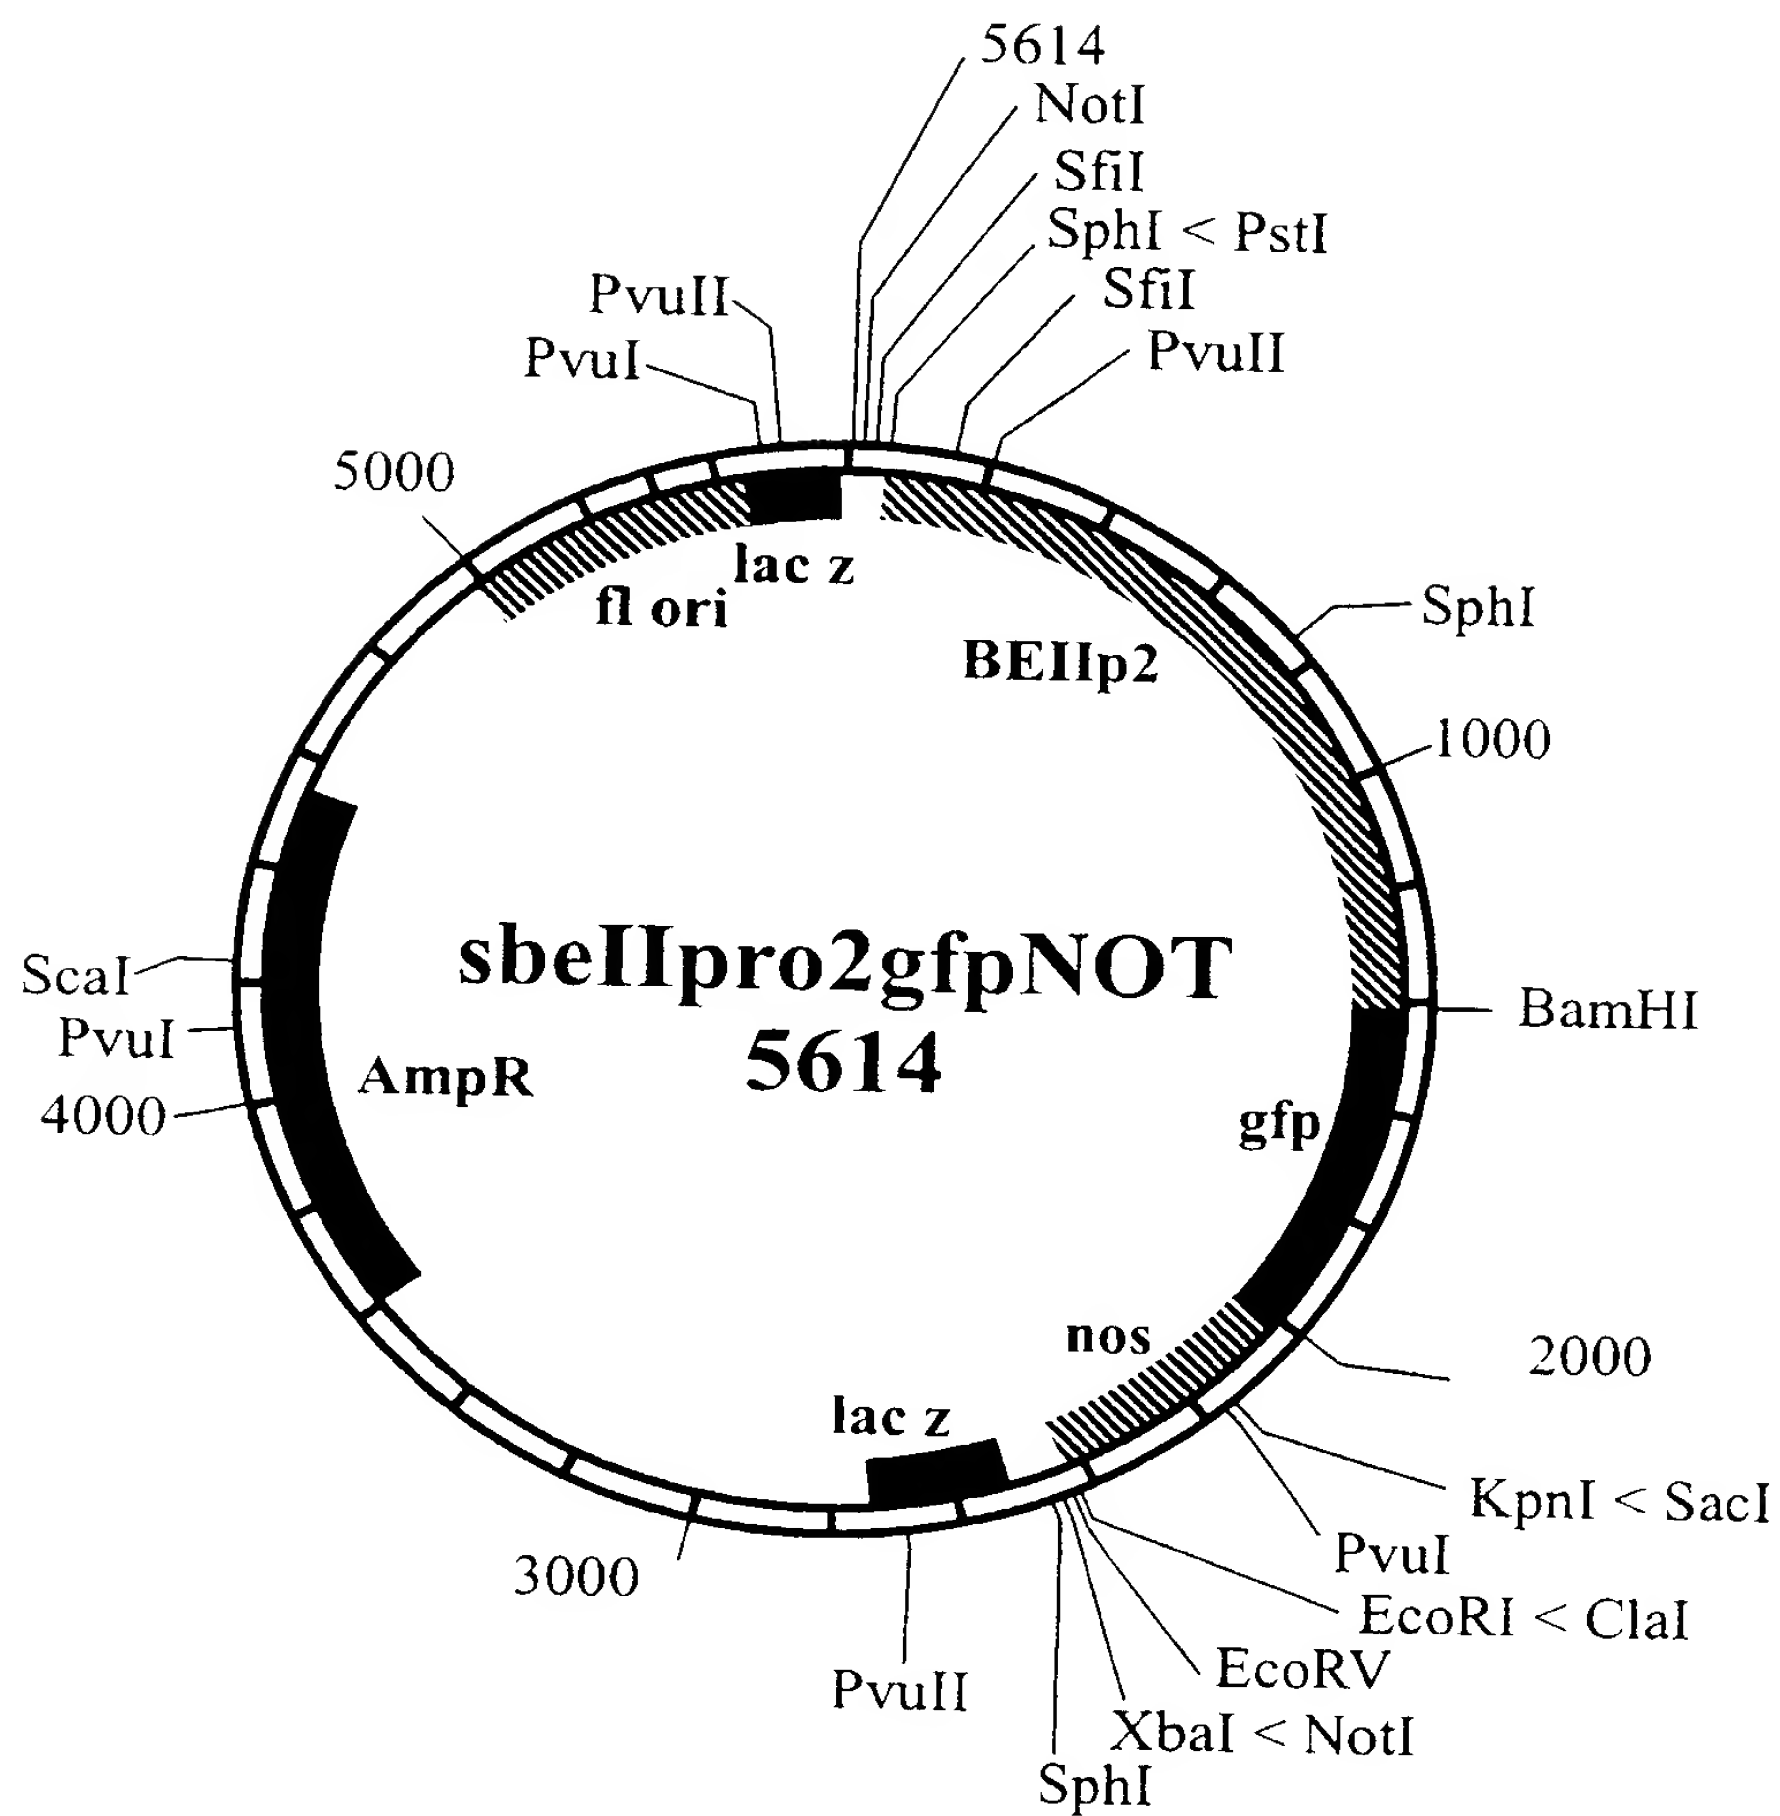 5614
NotI
SfiI
SphI < PstI
SfiI
PvuII
PvuII
PvuI
5000
lac z
fl ori
BEIIp2
SphI
1000
sbeIIpro2gfpNOT
5614
ScaI
PvuI
4000
AmpR
BamHI
gfp
nos
2000
lac z
KpnI < SacI
PvuI
3000
EcoRI < ClaI
EcoRV
PvuII
XbaI < NotI
SphI